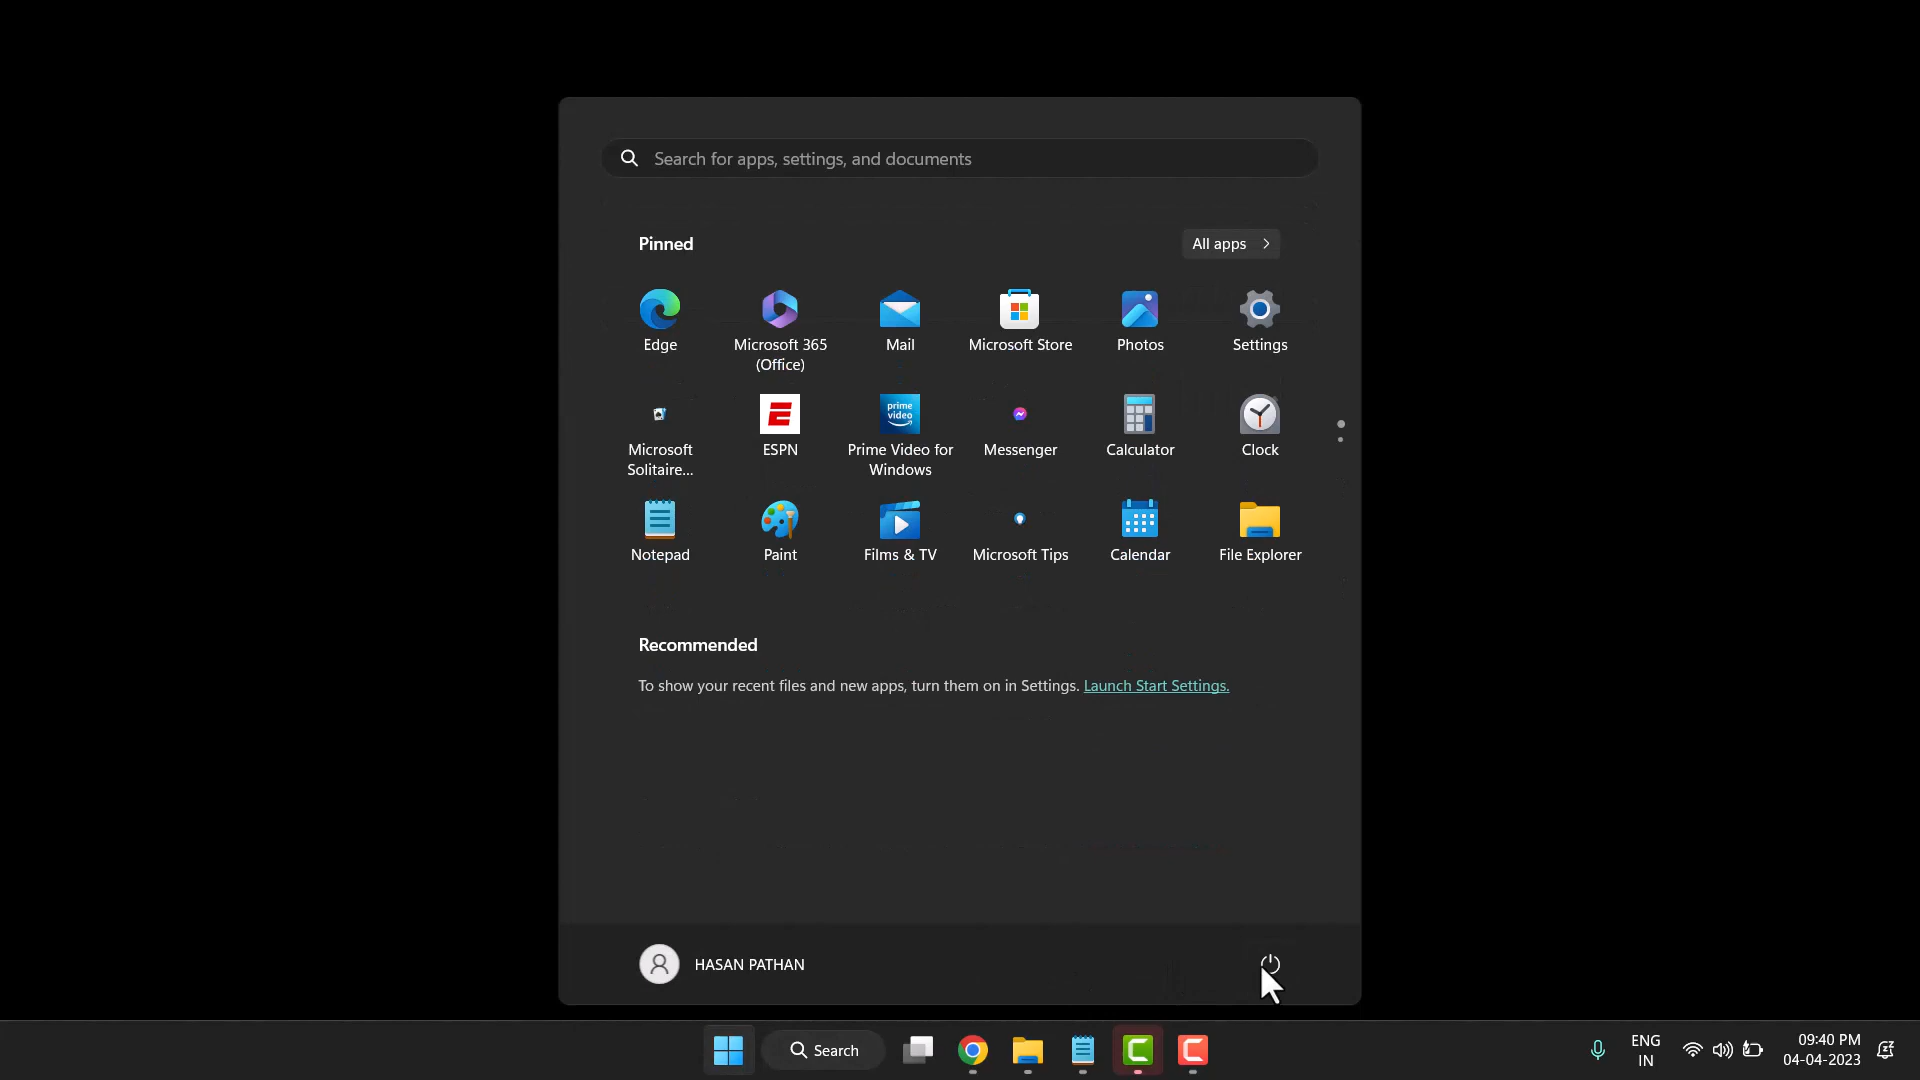 Search for apps, settings, and documents
Pinned
All apps
Edge
Microsoft 365
(Office)
Mail
Microsoft Store
Photos
Settings
Microsoft
Solitaire...
ESPN
prime
video
Prime Video for
Windows
Messenger
Calculator
Clock
Notepad
Paint
Films & TV
Microsoft Tips
Calendar
File Explorer
Recommended
To show your recent files and new apps, turn them on in Settings. Launch Start Settings.
HASAN PATHAN
Search
ENG
IN
09:40 PM
04-04-2023